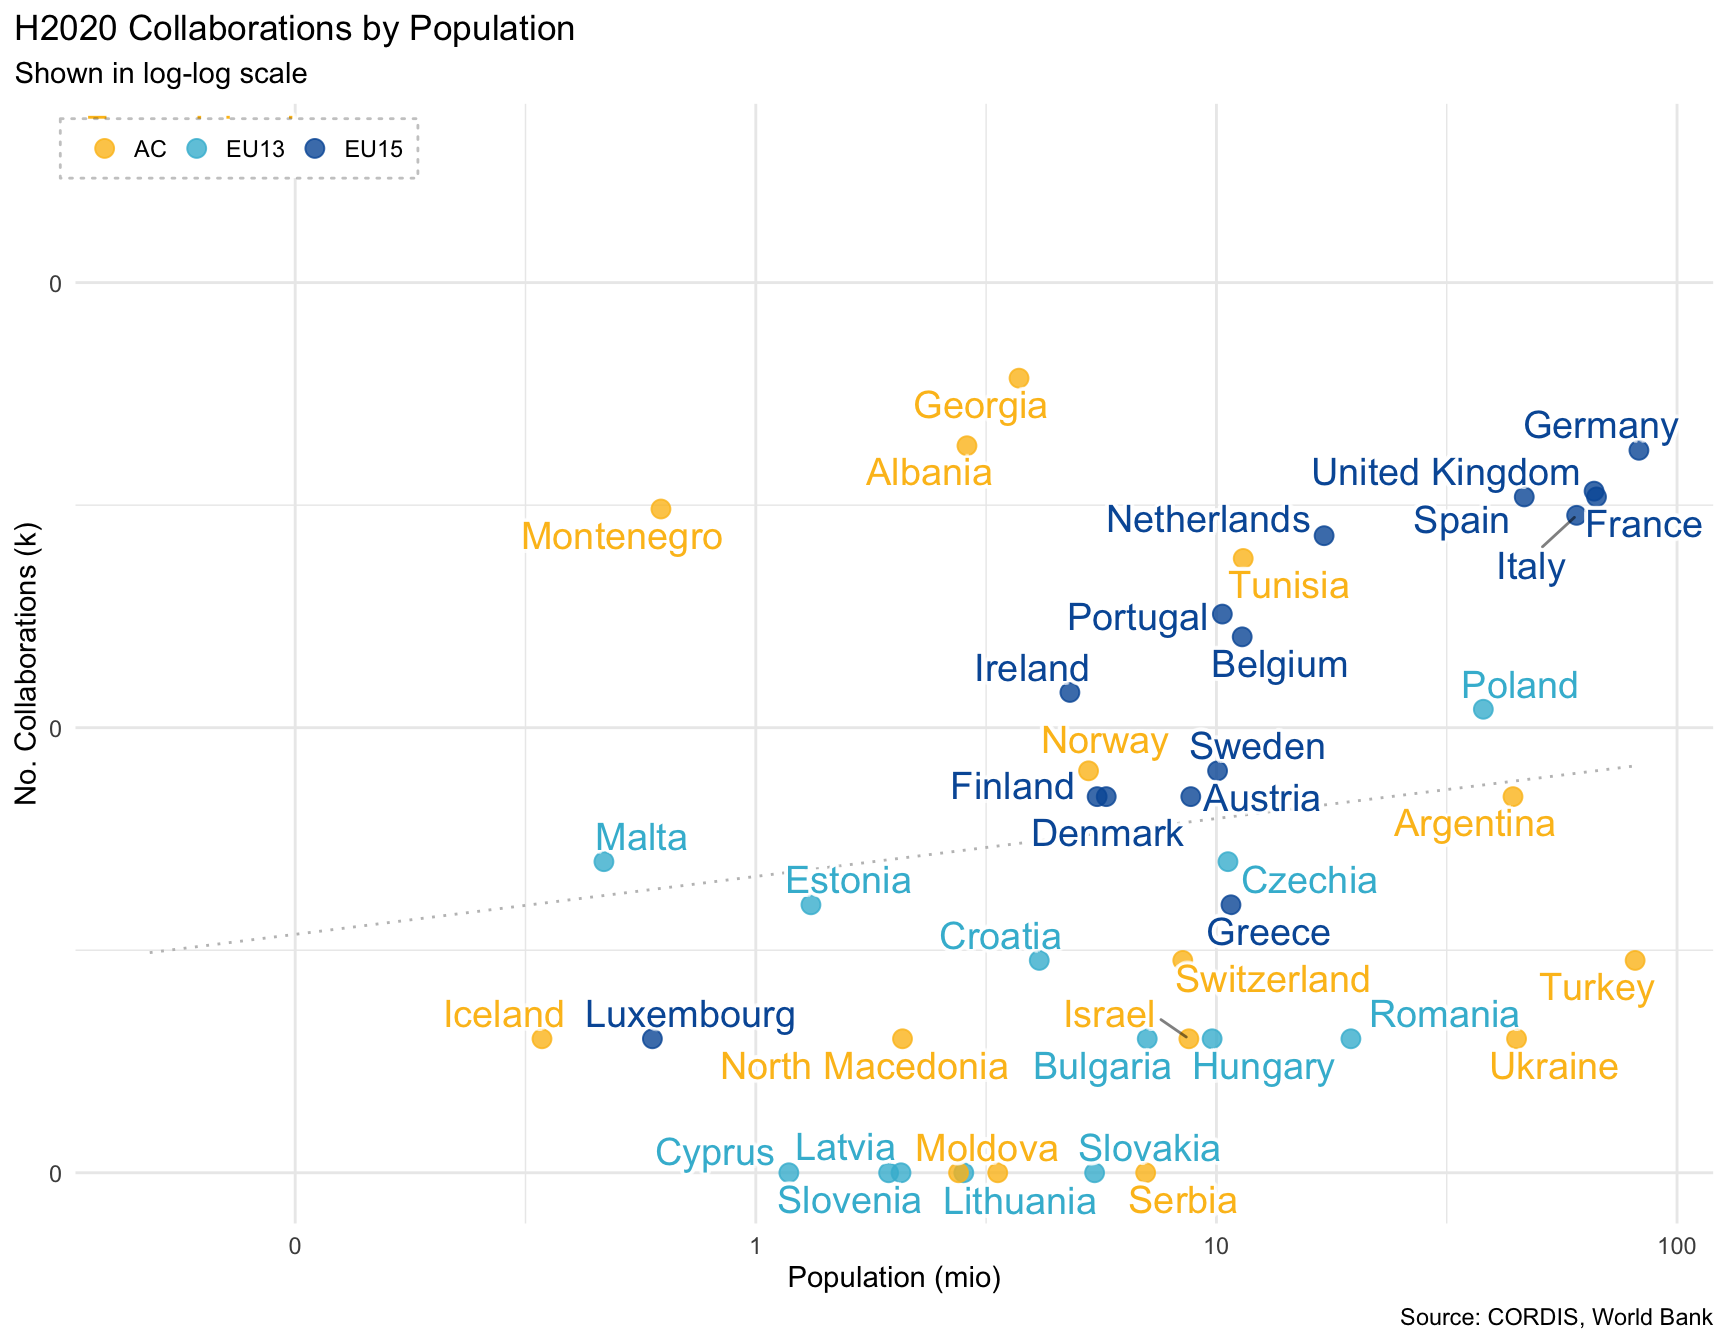 H2020 Collaborations by Population
Shown in log-log scale
AC EU13 EU15
0
Georgia
Germany
Albania
United Kingdom
Netherlands
Spain
France
Montenegro
Italy
Tunisia
Portugal
Belgium
Ireland
Poland
No. Collaborations (k)
0
Norway
Sweden
Finland
Austria
Denmark
Argentina
Malta
Estonia
Czechia
Croatia
Greece
Switzerland
Turkey
Iceland
Luxembourg
Israel
Romania
North Macedonia
Bulgaria
Hungary
Ukraine
Cyprus
Latvia
Moldova
Slovakia
0
Slovenia
Lithuania
Serbia
0 1 10 100
Population (mio)
Source: CORDIS, World Bank